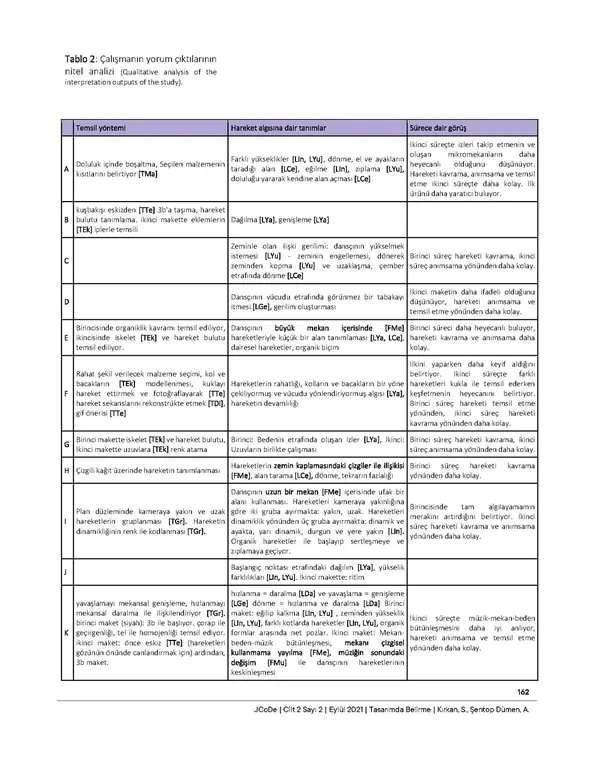 Tablo 2: Çalışmanın yorum çıktılarının
nitel analizi (Qualitative analysis of the
interpretation outputs of the study).
Temsil yöntemi
Hareket algısına dair tanımlar
Sürece dair görüş
A
Doluluk içinde boşaltma, Seçilen malzemenin
kısıtlarını belirtiyor [TMa]
Farklı yükseklikler [LIn, LYu], dönme, el ve ayakların
taradığı alan [LCe], eğilme [LIn], zıplama [LYu],
doluluğu yararak kendine alan açması [LCe]
İkinci süreçte izleri takip etmenin ve
oluşan mikromekanların daha
heyecanlı olduğunu düşünüyor.
Hareketi kavrama, anımsama ve temsil
etme ikinci süreçte daha kolay. İlk
ürünü daha yaratıcı buluyor.
B
kuşbakışı eskizden [TTe] 3b'a taşıma, hareket
bulutu tanımlama. İkinci makette eklemlerin
[TEk] iplerle temsili
Dağılma [LYa], genişleme [LYa]
C
Zeminle olan ilişki gerilimi: dansçının yükselmek
istemesi [LYu] - zeminin engellemesi, dönerek
zeminden kopma [LYu] ve uzaklaşma, çember
etrafında dönme [LCe]
Birinci süreç hareketi kavrama, ikinci
süreç anımsama yönünden daha kolay.
D
Dansçının vücudu etrafında görünmez bir tabakayı
itmesi [LGe], gerilim oluşturması
İkinci maketin daha ifadeli olduğunu
düşünüyor, hareketi anımsama ve
temsil etme yönünden daha kolay.
E
Birincisinde organiklik kavramı temsil ediliyor,
ikincisinde iskelet [TEk] ve hareket bulutu
temsil ediliyor.
Dansçının büyük mekan içerisinde [FMe]
hareketleriyle küçük bir alan tanımlaması [LYa, LCe],
dairesel hareketler, organik biçim
Birinci süreci daha heyecanlı buluyor,
hareketi kavrama ve anımsama daha
kolay.
F
Rahat şekil verilecek malzeme seçimi, kol ve
bacakların [TEk] modellenmesi, kuklayı
hareket ettirmek ve fotoğraflayarak [TTe]
hareket sekanslarını rekonstrükte etmek [TDi],
gif önerisi [TTe]
Hareketlerin rahatlığı, kolların ve bacakların bir yöne
çekiliyormuş ve vücudu yönlendiriyormuş algısı [LYa],
hareketin devamlılığı
İlkini yaparken daha keyif aldığını
belirtiyor. İkinci süreçte farklı
hareketleri kukla ile temsil ederken
keşfetmenin heyecanını belirtiyor.
Birinci süreç hareketi temsil etme
yönünden, ikinci süreç hareketi
kavrama yönünden daha kolay.
G
Birinci makette iskelet [TEk] ve hareket bulutu,
İkinci makette uzuvlara [TEk] renk atama
Birinci: Bedenin etrafında oluşan izler [LYa], İkinci:
Uzuvların birlikte çalışması
Birinci süreç hareketi kavrama, ikinci
süreç anımsama yönünden daha kolay.
H
Çizgili kağıt üzerinde hareketin tanımlanması
Hareketlerin zemin kaplamasındaki çizgiler ile ilişkisi
[FMe], alan tarama [LCe], dönme, tekrarın fazlalığı
Birinci süreç hareketi kavrama
yönünden daha kolay.
I
Plan düzleminde kameraya yakın ve uzak
hareketlerin gruplanması [TGr]. Hareketin
dinamikliğinin renk ile kodlanması [TGr].
Dansçının uzun bir mekan [FMe] içerisinde ufak bir
alanı kullanması. Hareketleri kameraya yakınlığına
göre iki gruba ayırmakta: yakın, uzak. Hareketleri
dinamiklik yönünden üç gruba ayırmakta: dinamik ve
ayakta, yarı dinamik, durgun ve yere yakın [LIn].
Organik hareketler ile başlayıp sertleşmeye ve
zıplamaya geçiyor.
Birincisinde tam algılayamamın
merakını artırdığını belirtiyor. İkinci
süreç hareketi kavrama ve anımsama
yönünden daha kolay.
J
Başlangıç noktası etrafındaki dağılım [LYa], yükselik
farklılıkları [LIn, LYu]. İkinci makette: ritim
K
yavaşlamayı mekansal genişleme, hızlanmayı
mekansal daralma ile ilişkilendiriyor [TGr].
birinci maket (siyah): 3b ile başlıyor. çorap ile
geçirgenliği, tel ile homojenliği temsil ediyor.
ikinci maket: önce eskiz [TTe] (hareketleri
gözünün önünde canlandırmak için) ardından,
3b maket.
hızlanma = daralma [LDa] ve yavaşlama = genişleme
[LGe] dönme = hızlanma ve daralma [LDa] Birinci
maket: eğilip kalkma [LIn, LYu] , zeminden yükseklik
[LIn, LYu], farklı kotlarda hareketler [LIn, LYu], organik
formlar arasında net pozlar. İkinci maket: Mekan-
beden-müzik bütünleşmesi, mekanı çizgisel
kullanmama yayılma [FMe], müziğin sonundaki
değişim [FMu] ile dansçının hareketlerinin
keskinleşmesi
İkinci süreçte müzik-mekan-beden
bütünleşmesini daha iyi anlıyor,
hareketi anımsama ve temsil etme
yönünden daha kolay.
162
JCoDe | Cilt 2 Sayı 2 | Eylül 2021 | Tasarımda Belirme | Kırkan, S., Şentop Dümen, A.